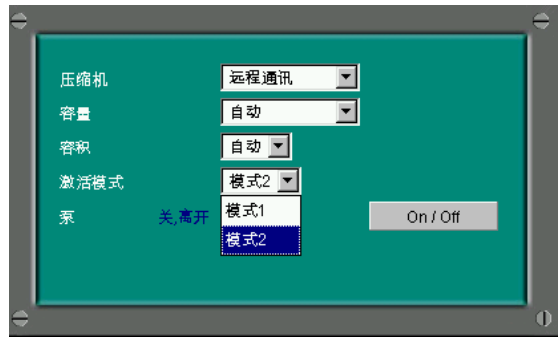 压缩机 远程通讯
容量 自动
容积 自动
激活模式 模式2
泵 关,离开 模式1 On / Off
模式2